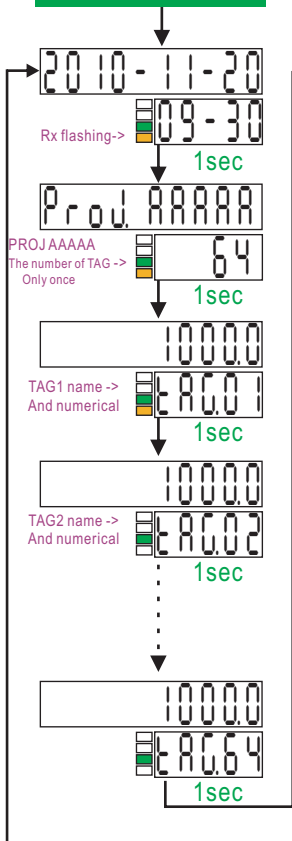 2010-11-20
Rx flashing-> 09-30
1sec
Proj. AAAAA
PROJ AAAAA
The number of TAG -> 64
Only once
1sec
1000.0
TAG1 name -> tAG.01
And numerical
1sec
1000.0
TAG2 name -> tAG.02
And numerical
1sec
1000.0
tAG.64
1sec